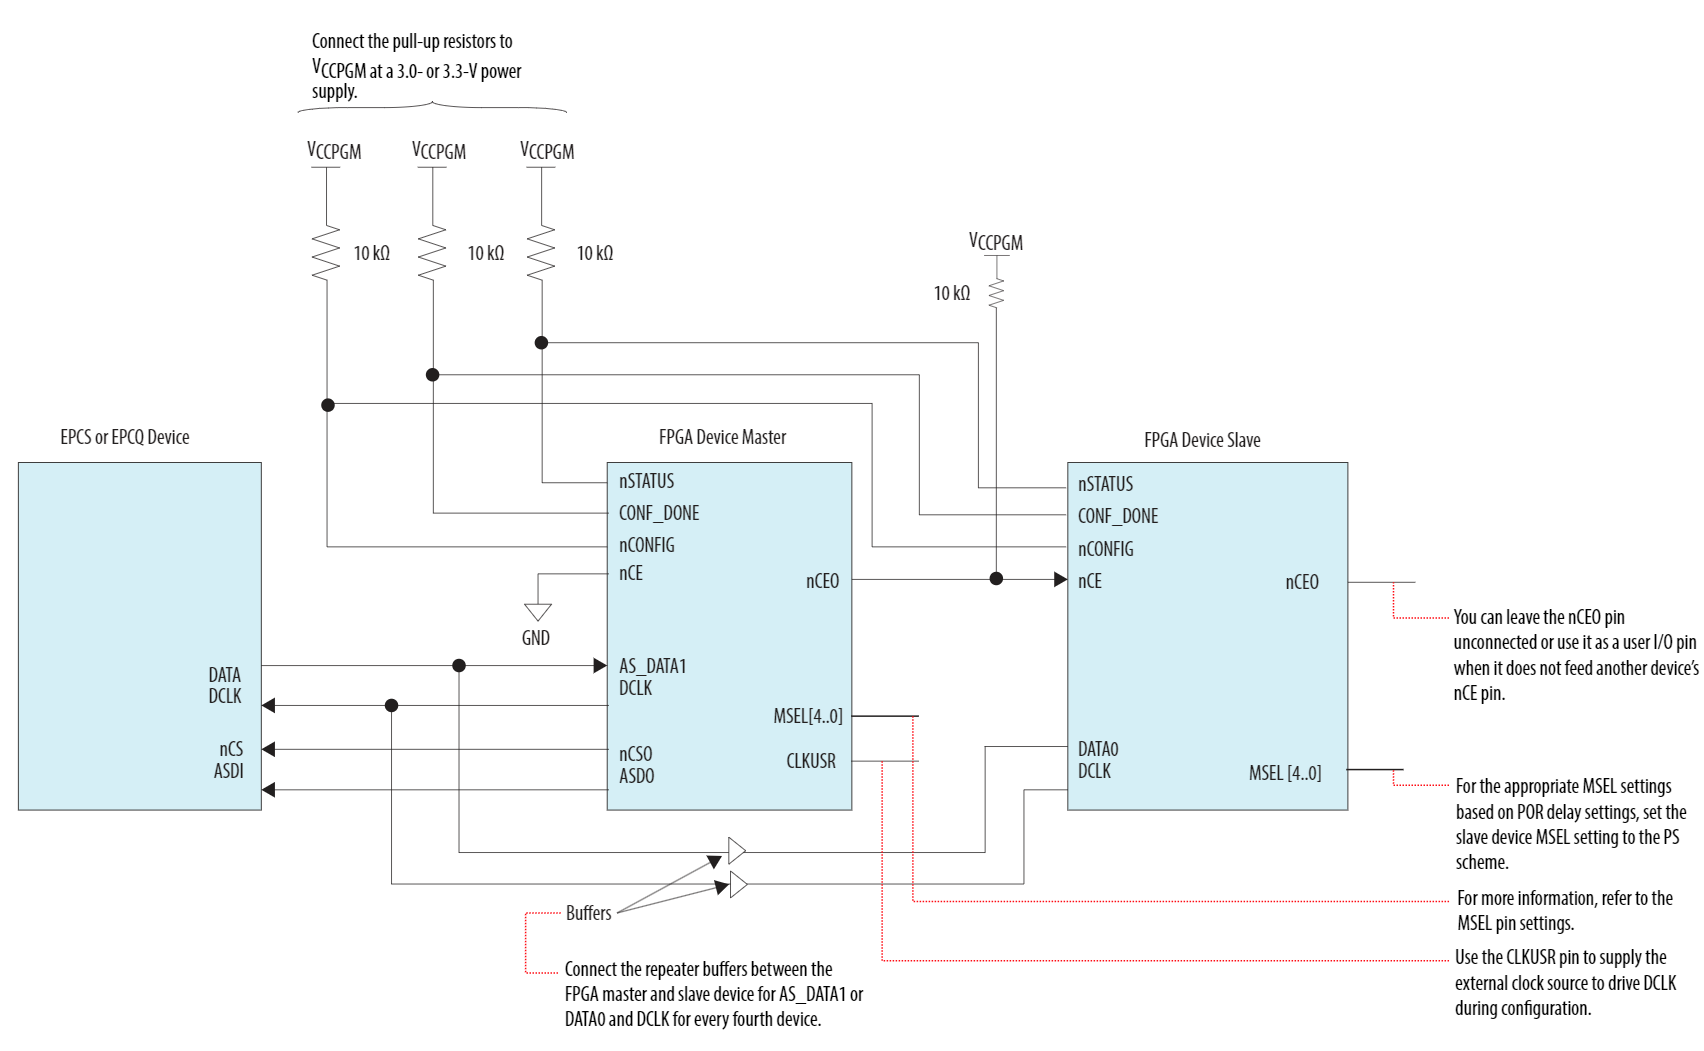 Connect the pull-up resistors to
VCCPGM at a 3.0- or 3.3-V power
supply.
VCCPGM
VCCPGM
VCCPGM
10 kΩ
10 kΩ
10 kΩ
VCCPGM
10 kΩ
EPCS or EPCQ Device
DATA
DCLK
nCS
ASDI
FPGA Device Master
nSTATUS
CONF_DONE
nCONFIG
nCE
GND
nCEO
AS_DATA1
DCLK
MSEL[4..0]
nCSO
ASDO
CLKUSR
FPGA Device Slave
nSTATUS
CONF_DONE
nCONFIG
nCE
nCEO
DATA0
DCLK
MSEL [4..0]
You can leave the nCEO pin
unconnected or use it as a user I/O pin
when it does not feed another device’s
nCE pin.
For the appropriate MSEL settings
based on POR delay settings, set the
slave device MSEL setting to the PS
scheme.
For more information, refer to the
MSEL pin settings.
Use the CLKUSR pin to supply the
external clock source to drive DCLK
during configuration.
Buffers
Connect the repeater buffers between the
FPGA master and slave device for AS_DATA1 or
DATA0 and DCLK for every fourth device.